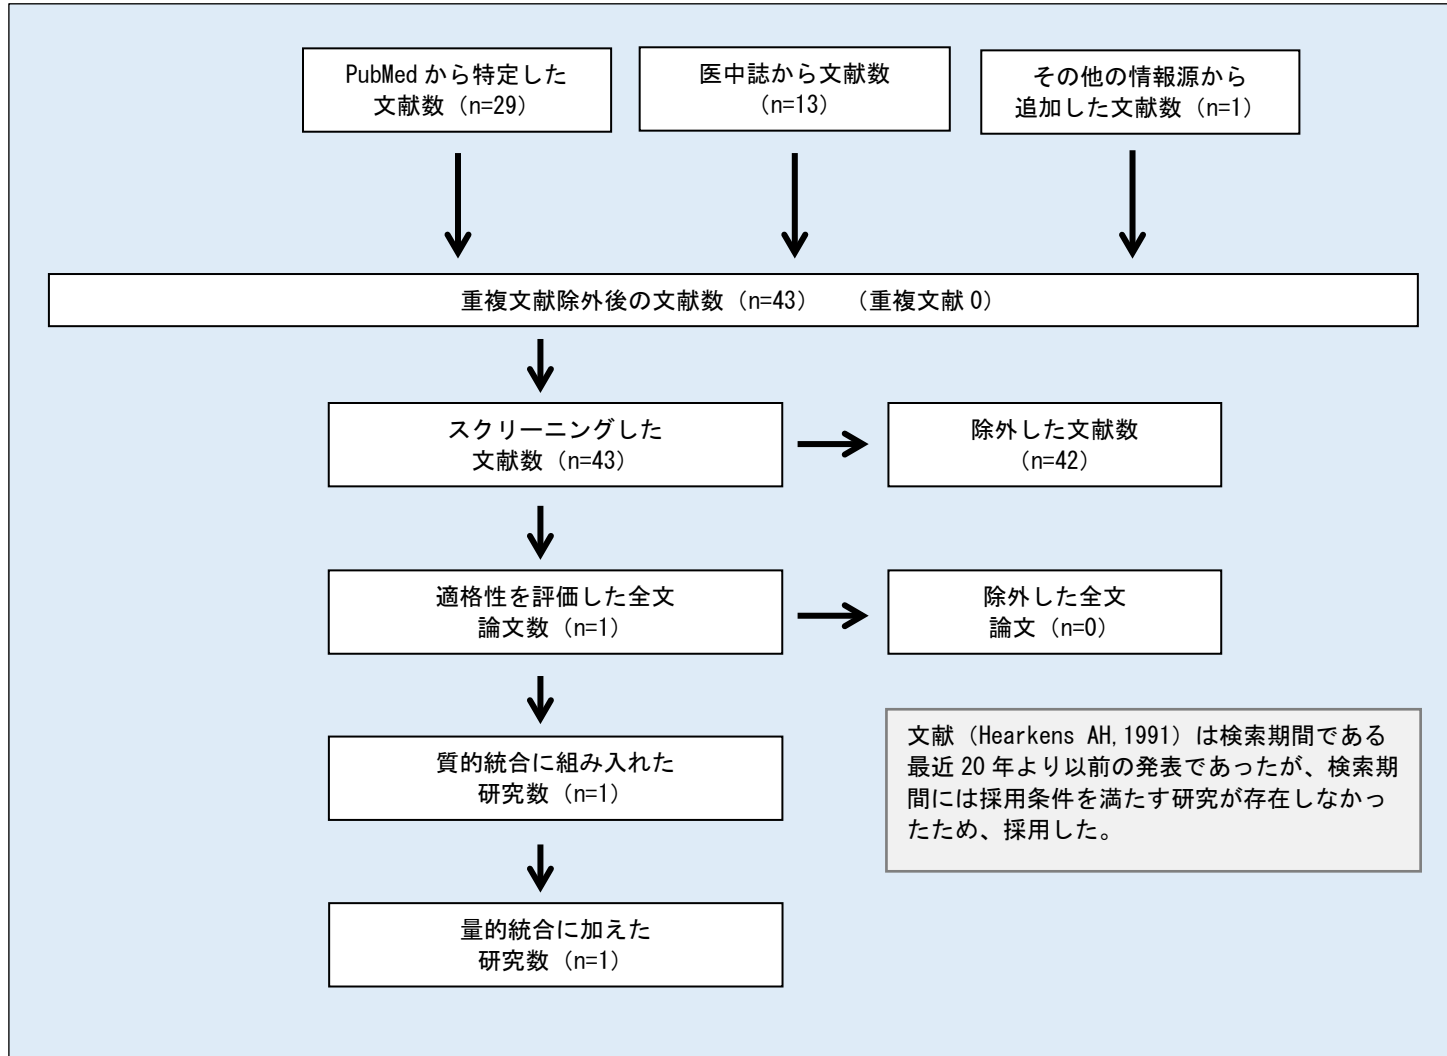 PubMed から特定した
文献数（n=29）
医中誌から文献数
（n=13）
その他の情報源から
追加した文献数（n=1）
重複文献除外後の文献数（n=43）　（重複文献 0）
スクリーニングした
文献数（n=43）
除外した文献数
（n=42）
適格性を評価した全文
論文数（n=1）
除外した全文
論文（n=0）
質的統合に組み入れた
研究数（n=1）
文献（Hearkens AH,1991）は検索期間である
最近 20 年より以前の発表であったが、検索期
間には採用条件を満たす研究が存在しなかっ
たため、採用した。
量的統合に加えた
研究数（n=1）